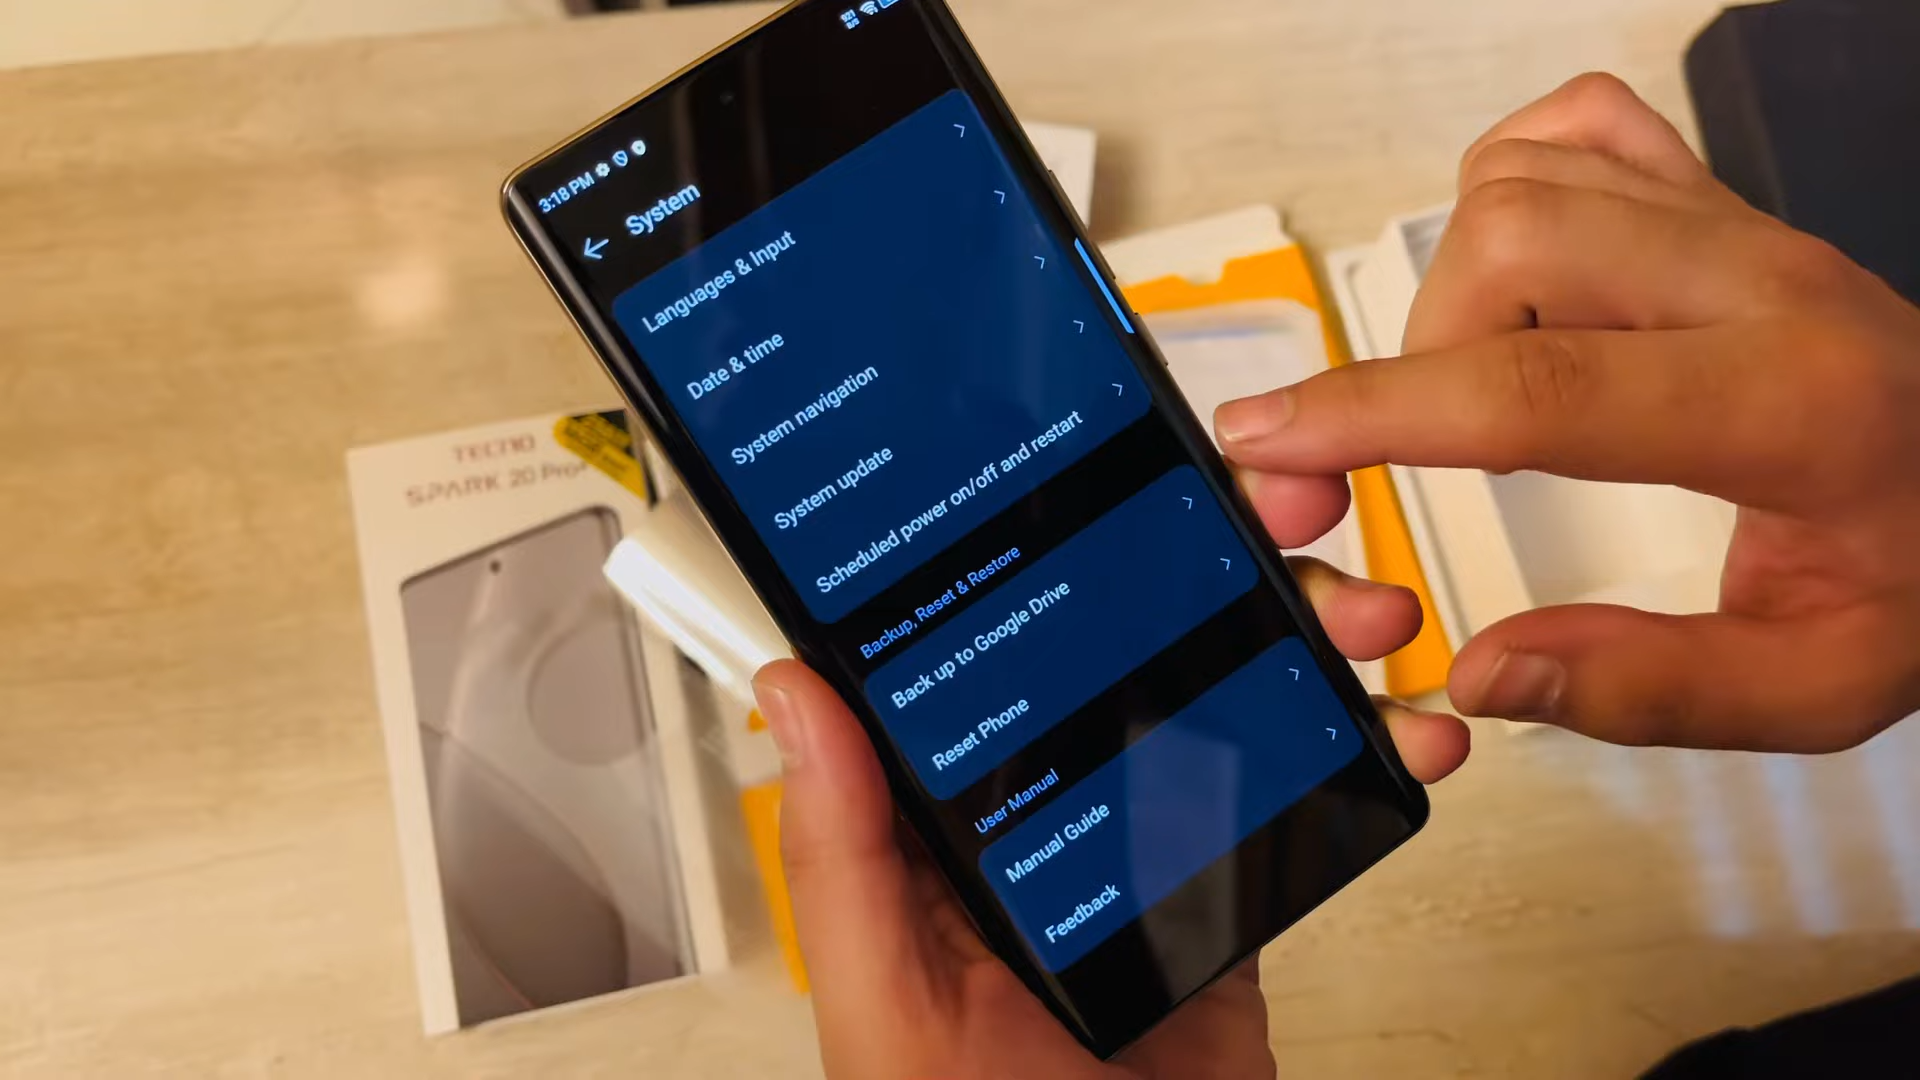 3:18 PM
System
Languages & Input
Date & time
System navigation
System update
Scheduled power on/off and restart
Backup, Reset & Restore
Back up to Google Drive
Reset Phone
User Manual
Manual Guide
Feedback
TECNO
SPARK 20 Pro+